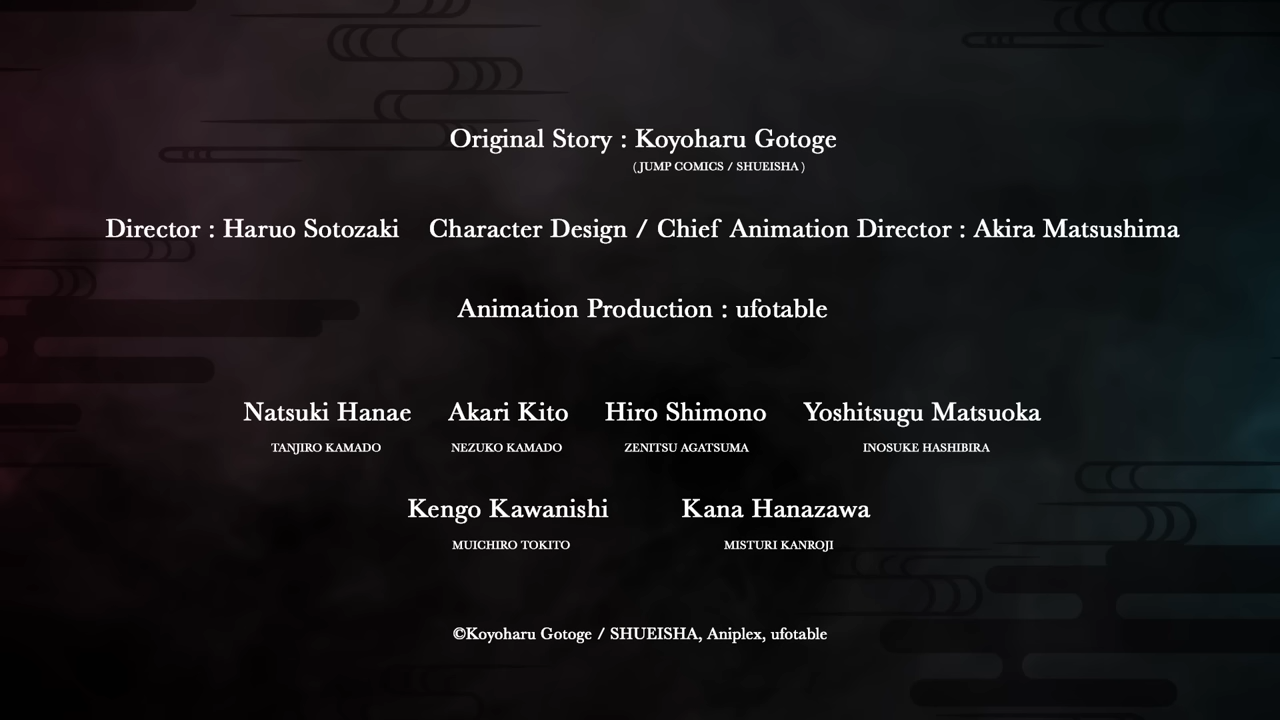 Original Story : Koyoharu Gotoge
( JUMP COMICS / SHUEISHA )
Director : Haruo Sotozaki Character Design / Chief Animation Director : Akira Matsushima
Animation Production : ufotable
Natsuki Hanae Akari Kito Hiro Shimono Yoshitsugu Matsuoka
TANJIRO KAMADO NEZUKO KAMADO ZENITSU AGATSUMA INOSUKE HASHIBIRA
Kengo Kawanishi Kana Hanazawa
MUICHIRO TOKITO MISTURI KANROJI
©Koyoharu Gotoge / SHUEISHA, Aniplex, ufotable